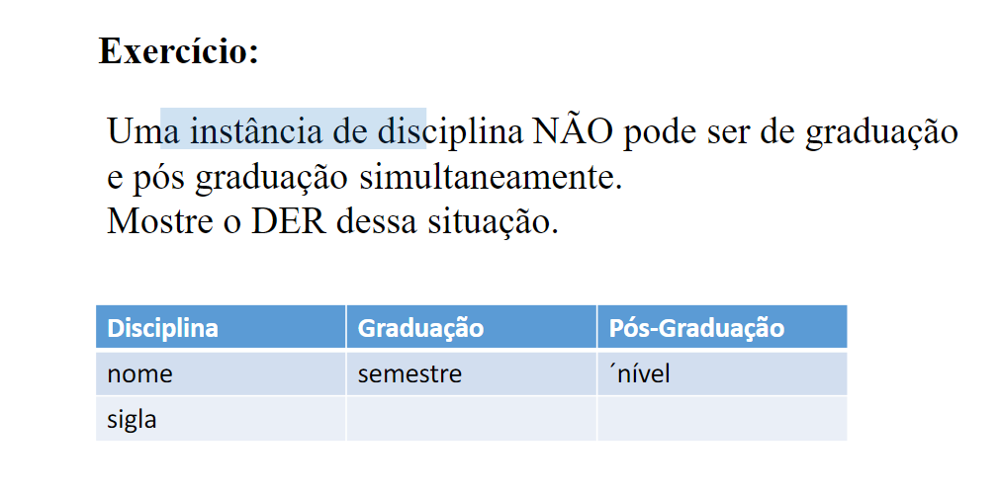 Exercício:
Uma instância de disciplina NÃO pode ser de graduação
e pós graduação simultaneamente.
Mostre o DER dessa situação.
Disciplina Graduação Pós-Graduação
nome semestre ´nível
sigla